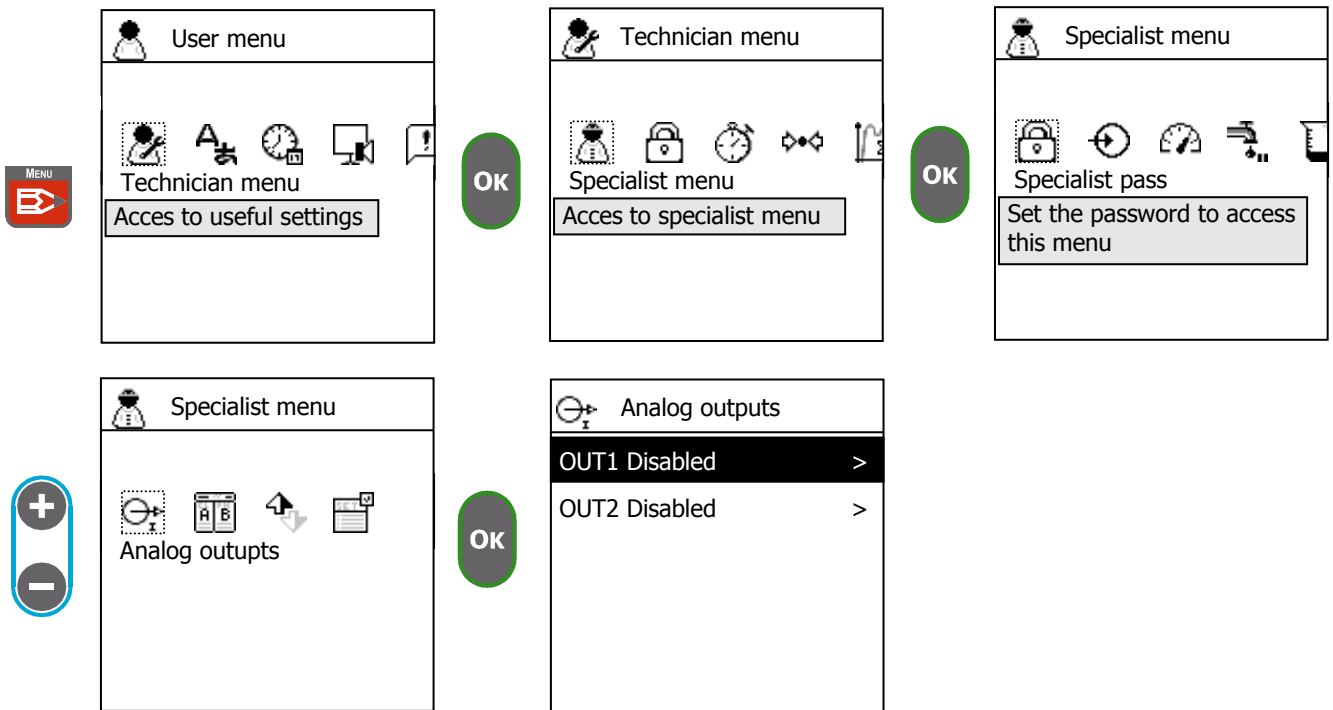 User menu
Technician menu
Specialist menu
MENU
Technician menu
Acces to useful settings
OK
Specialist menu
Acces to specialist menu
OK
Specialist pass
Set the password to access
this menu
Specialist menu
Analog outputs
OUT1 Disabled >
OUT2 Disabled >
A B
Analog outupts
OK